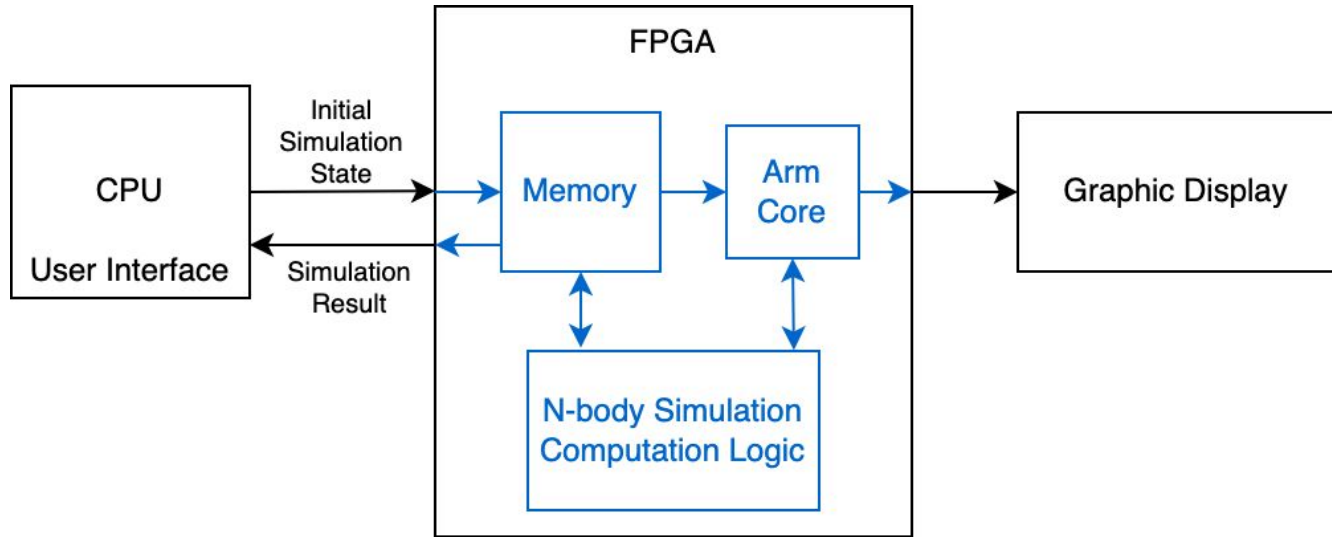 FPGA
Initial
Simulation
State
CPU
User Interface
Simulation
Result
Memory
Arm
Core
N-body Simulation
Computation Logic
Graphic Display